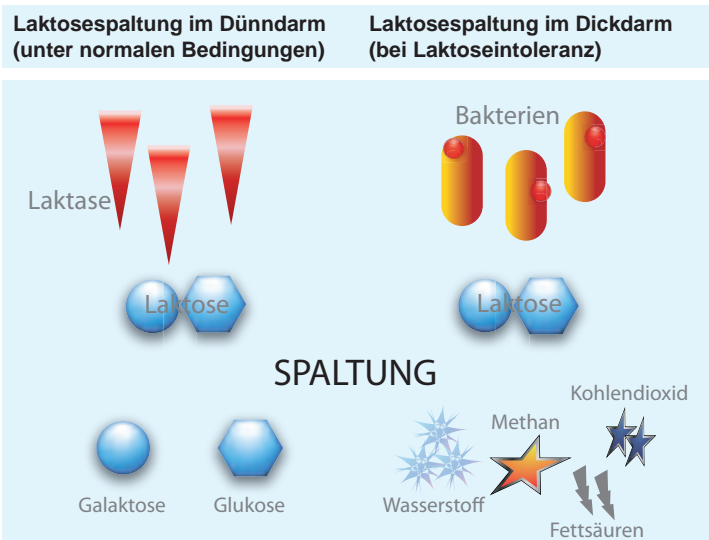 Laktosespaltung im Dünndarm
(unter normalen Bedingungen)
Laktosespaltung im Dickdarm
(bei Laktoseintoleranz)
Laktase
Bakterien
Laktose
Laktose
SPALTUNG
Galaktose
Glukose
Wasserstoff
Methan
Kohlendioxid
Fettsäuren